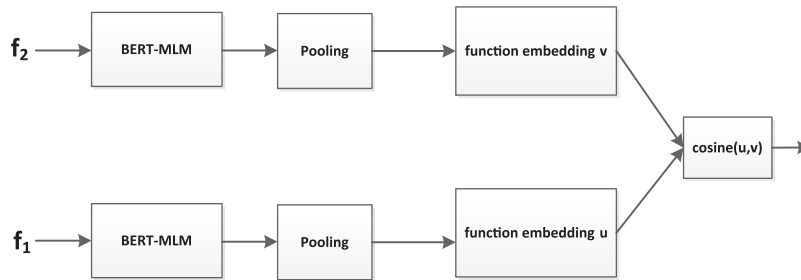 f2
BERT-MLM
Pooling
function embedding v
cosine(u,v)
f1
BERT-MLM
Pooling
function embedding u